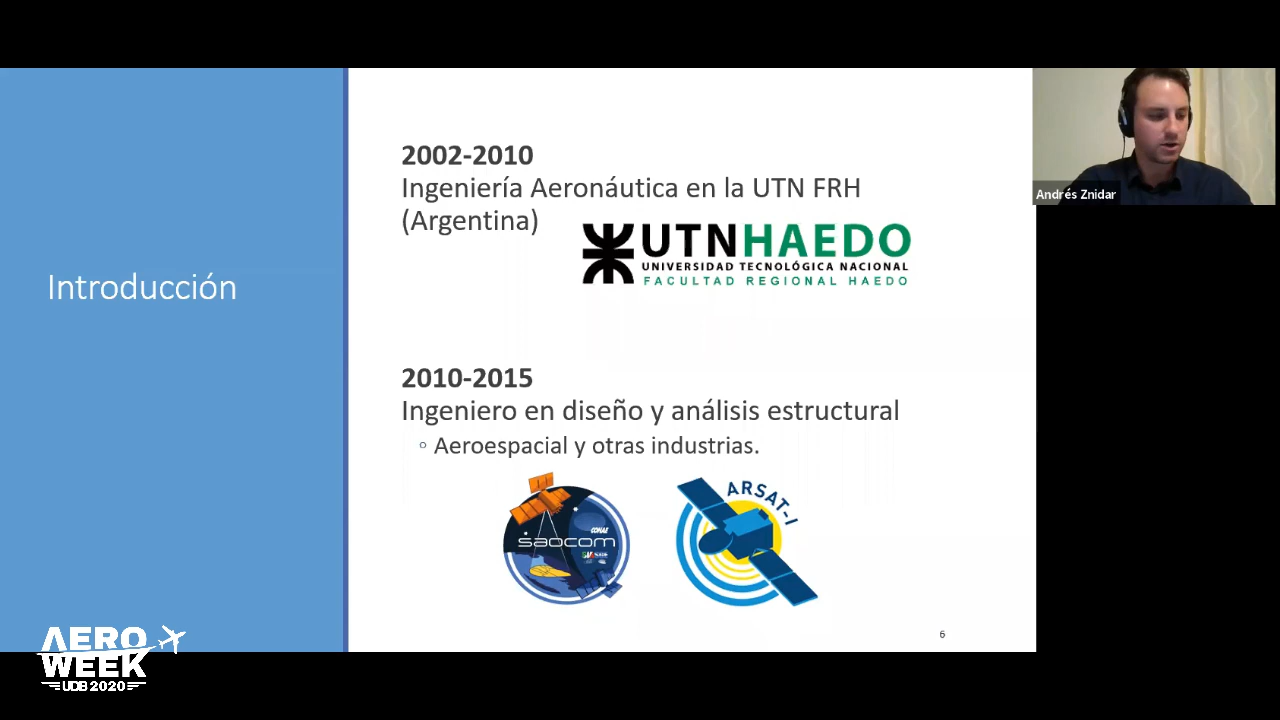 Introducción
2002-2010
Ingeniería Aeronáutica en la UTN FRH
(Argentina)
UTNHAEDO
UNIVERSIDAD TECNOLÓGICA NACIONAL
FACULTAD REGIONAL HAEDO
2010-2015
Ingeniero en diseño y análisis estructural
Aeroespacial y otras industrias.
CONAE
saocom
ARSAT-I
6
Andrés Znidar
AERO
WEEK
UDB 2020